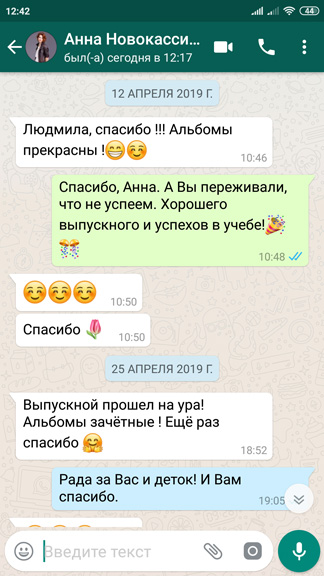 12:42
44
Анна Новокасси...
был(-а) сегодня в 12:17
12 АПРЕЛЯ 2019 Г.
Людмила, спасибо !!! Альбомы
прекрасны !😁☺️
10:46
Спасибо, Анна. А Вы переживали,
что не успеем. Хорошего
выпускного и успехов в учебе!🎉
🎊
10:48
☺️☺️☺️
10:50
Спасибо 🌷
10:50
25 АПРЕЛЯ 2019 Г.
Выпускной прошел на ура!
Альбомы зачётные ! Ещё раз
спасибо 🤗
18:52
Рада за Вас и деток! И Вам
спасибо.
19:05
Введите текст